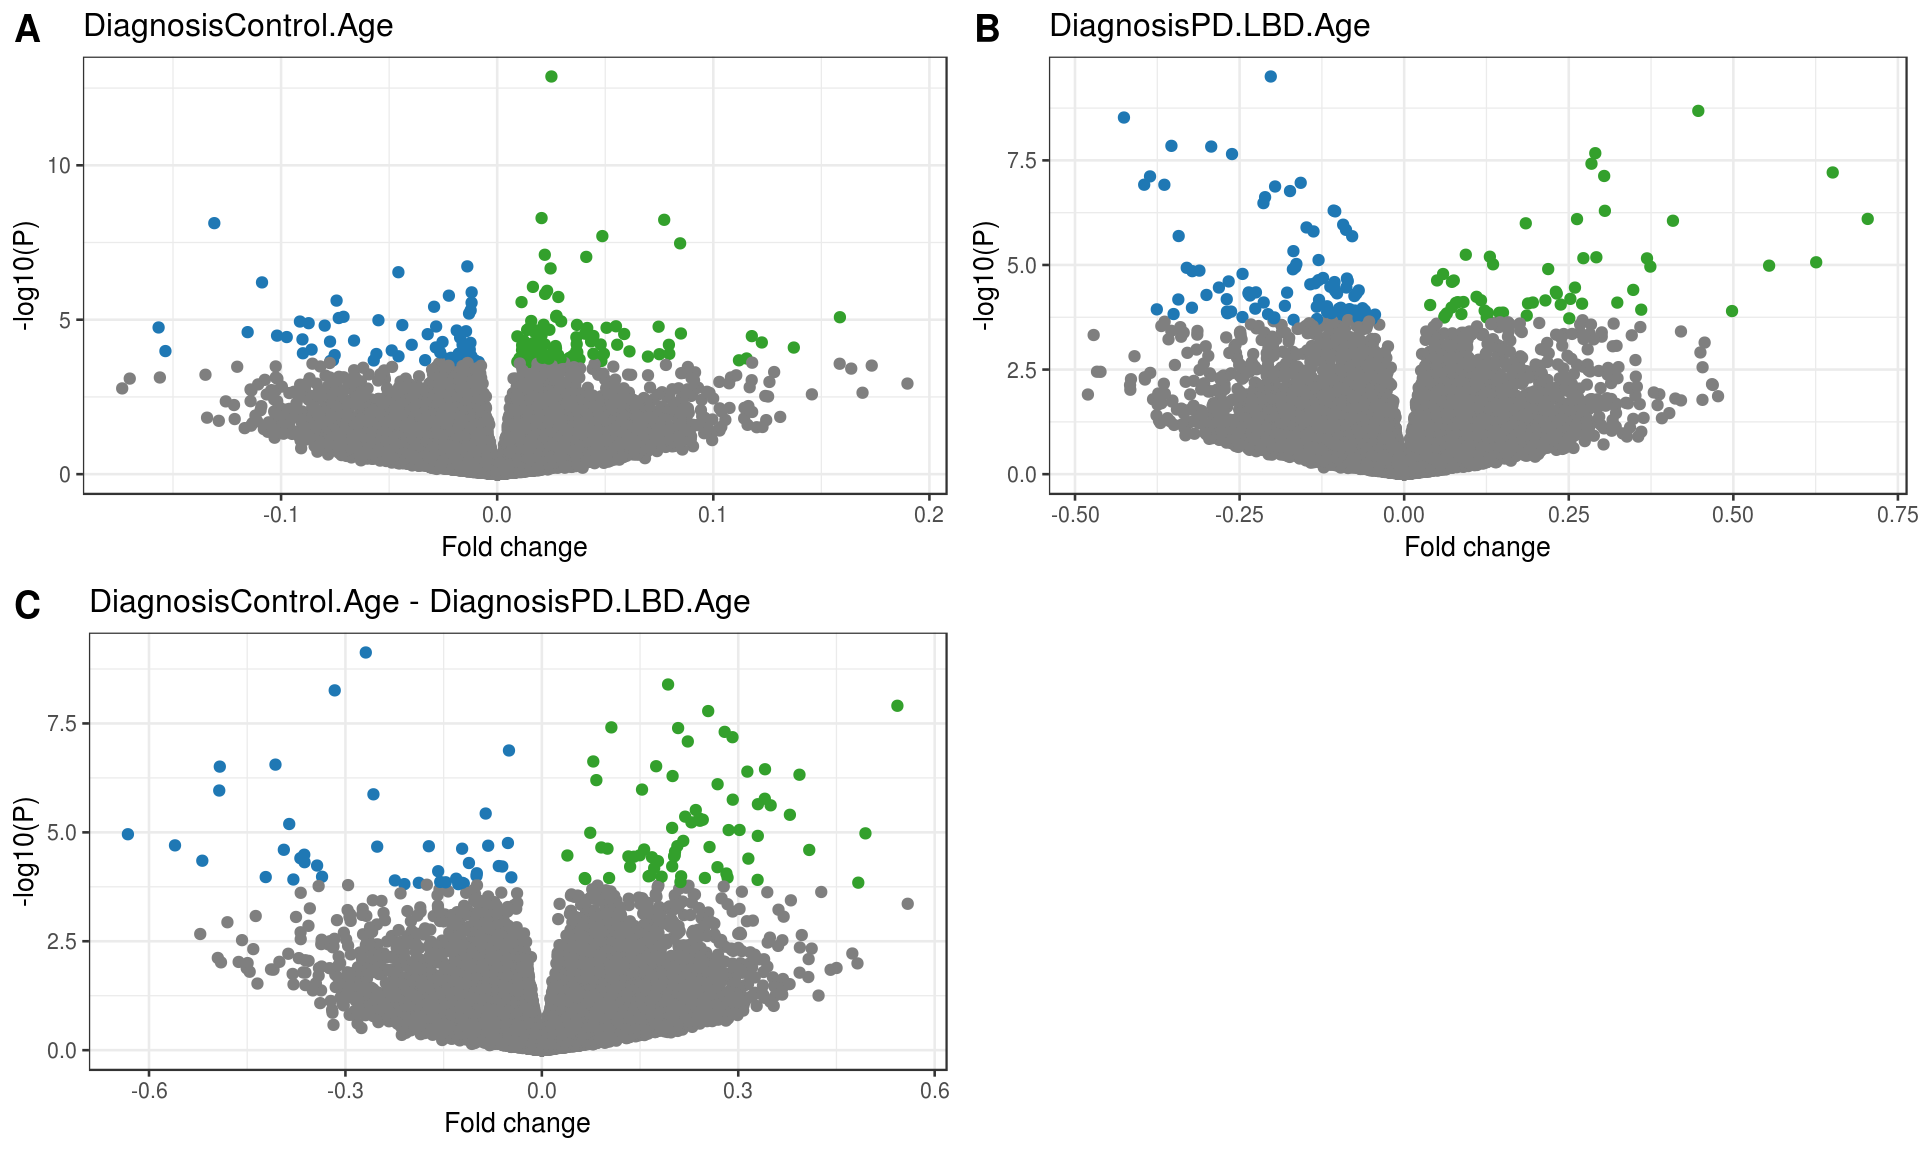 A DiagnosisControl.Age
-log10(P)
10
5
0
-0.1 0.0 0.1 0.2
Fold change
B DiagnosisPD.LBD.Age
-log10(P)
7.5
5.0
2.5
0.0
-0.50 -0.25 0.00 0.25 0.50 0.75
Fold change
C DiagnosisControl.Age - DiagnosisPD.LBD.Age
-log10(P)
7.5
5.0
2.5
0.0
-0.6 -0.3 0.0 0.3 0.6
Fold change